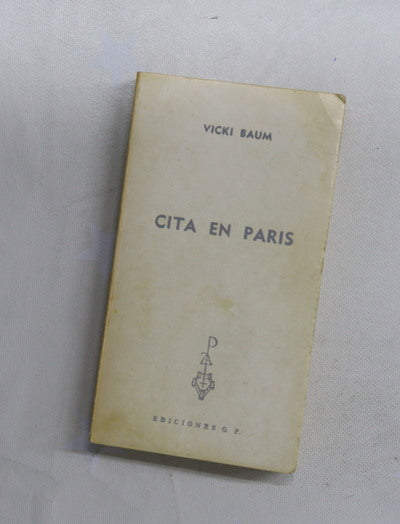 VICKI BAUM
CITA EN PARIS
P
EDICIONES G. P.